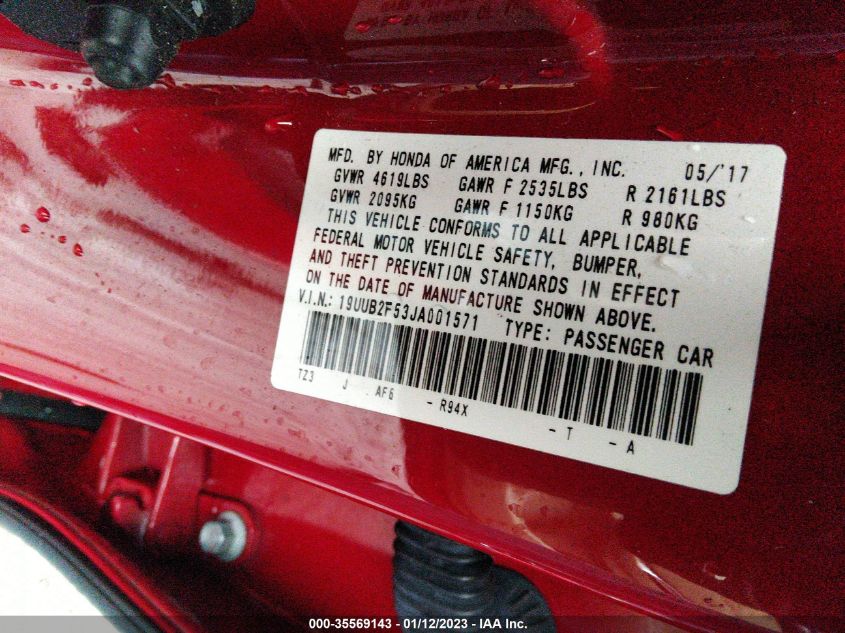 MFD. BY HONDA OF AMERICA MFG., INC. 05/'17
GVWR 4619LBS GAWR F 2535LBS R 2161LBS
GVWR 2095KG GAWR F 1150KG R 980KG
THIS VEHICLE CONFORMS TO ALL APPLICABLE
FEDERAL MOTOR VEHICLE SAFETY, BUMPER,
AND THEFT PREVENTION STANDARDS IN EFFECT
ON THE DATE OF MANUFACTURE SHOWN ABOVE.
V.I.N.: 19UUB2F53JA001571 TYPE: PASSENGER CAR
TZ3 J AF6 - R94X - T - A
000-35569143 - 01/12/2023 - IAA Inc.